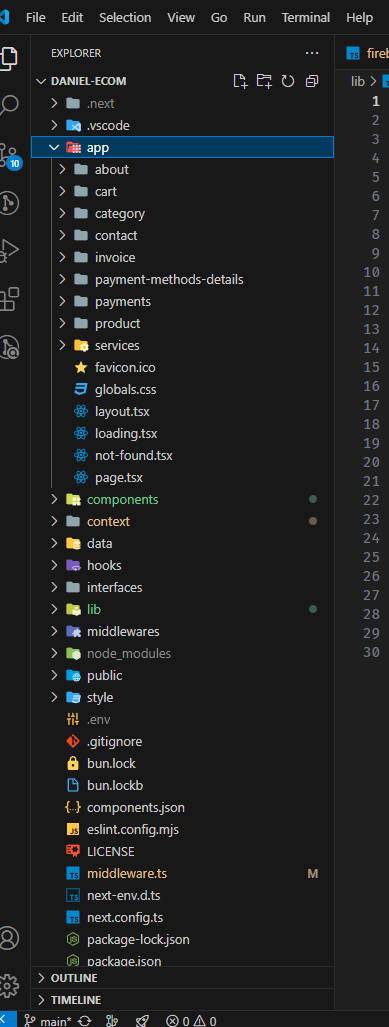 File Edit Selection View Go Run Terminal Help
EXPLORER ···
DANIEL-ECOM
.next
.vscode
app
10
about
cart
category
contact
invoice
payment-methods-details
payments
product
services
favicon.ico
globals.css
layout.tsx
loading.tsx
not-found.tsx
page.tsx
components
context
data
hooks
interfaces
lib
middlewares
node_modules
public
style
.env
.gitignore
bun.lock
bun.lockb
components.json
eslint.config.mjs
LICENSE
middleware.ts M
next-env.d.ts
next.config.ts
package-lock.json
package.json
OUTLINE
TIMELINE
main* 0 0
TS
lib > TS
1
2
3
4
5
6
7
8
9
10
11
12
13
14
15
16
17
18
19
20
21
22
23
24
25
26
27
28
29
30